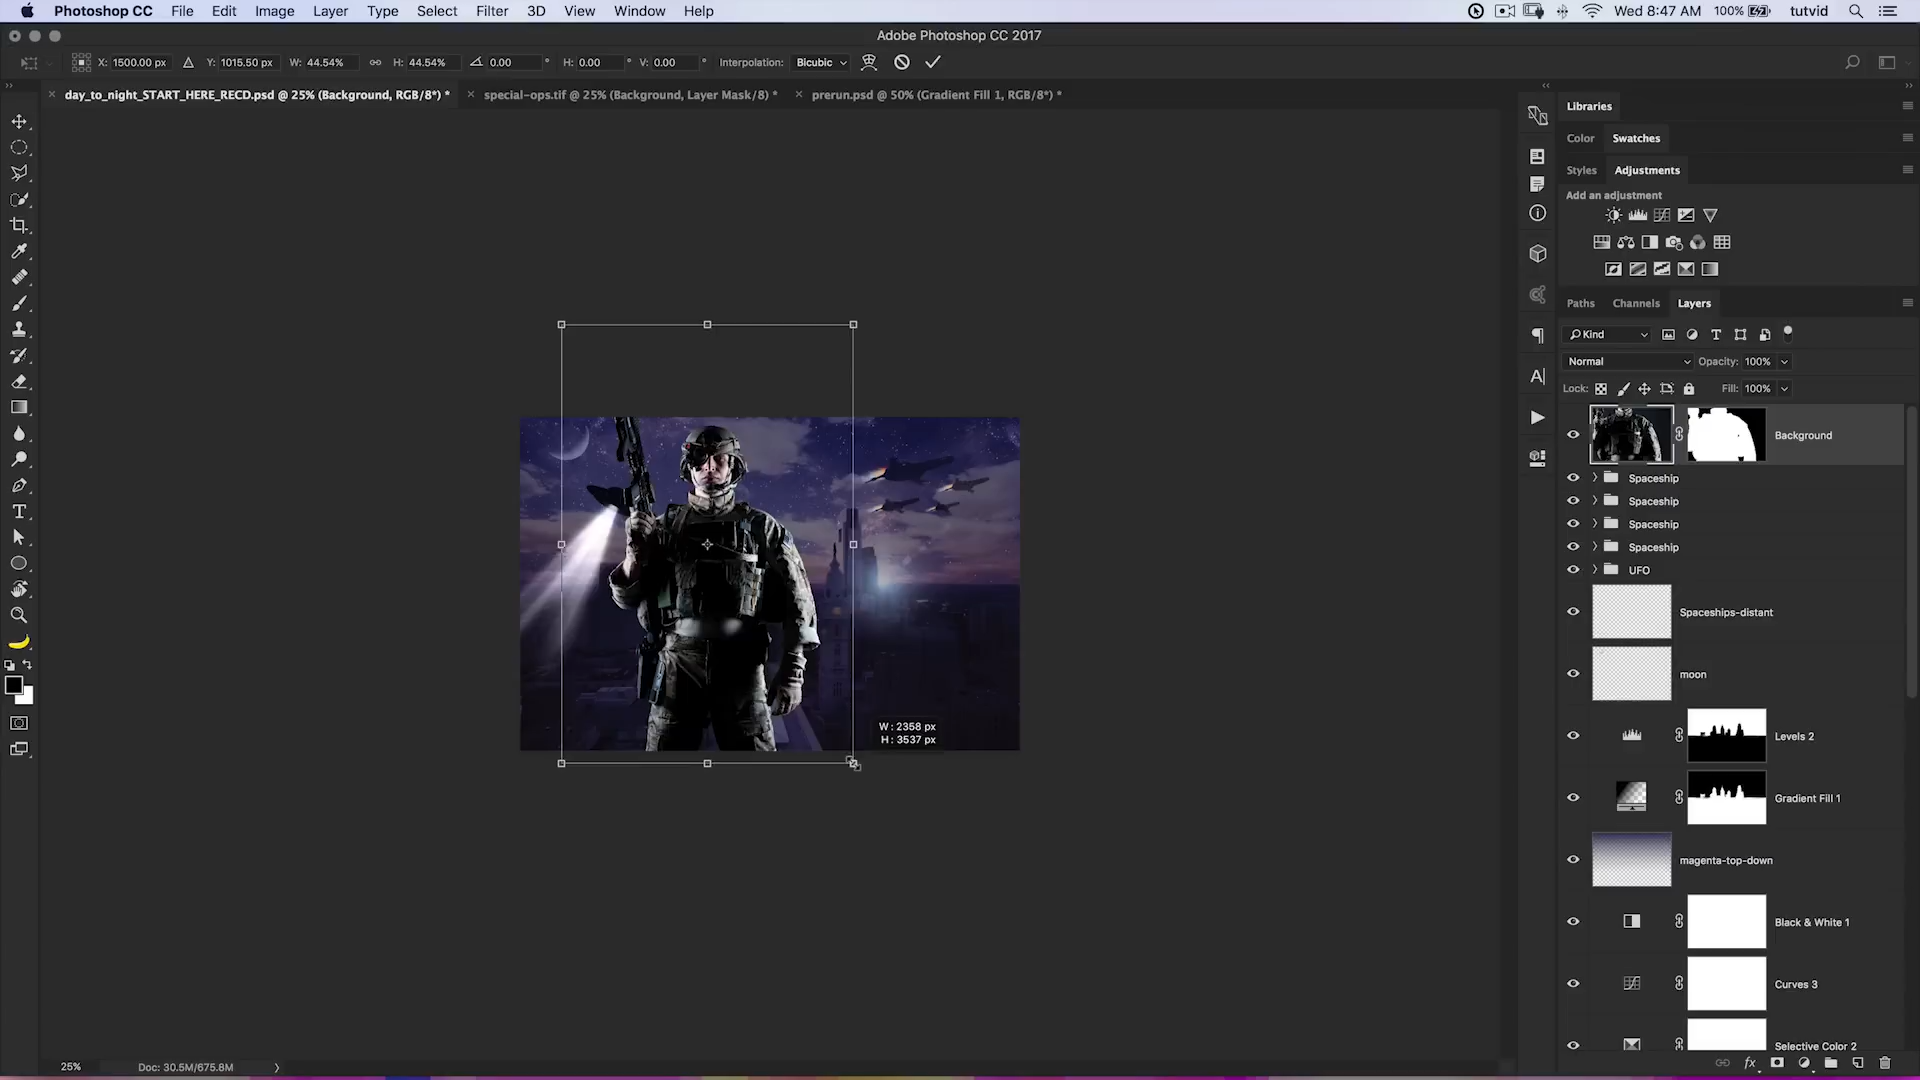 Photoshop CC File Edit Image Layer Type Select Filter 3D View Window Help Wed 8:47 AM 100% tutvid
Adobe Photoshop CC 2017
X: 1500.00 px Y: 1015.50 px W: 44.54% H: 44.54% 0.00 ° H: 0.00 ° V: 0.00 ° Interpolation: Bicubic
day_to_night_START_HERE_RECD.psd @ 25% (Background, RGB/8*) * special-ops.tif @ 25% (Background, Layer Mask/8) * prerun.psd @ 50% (Gradient Fill 1, RGB/8*) *
Libraries
Color Swatches
Styles Adjustments
Add an adjustment
Paths Channels Layers
Kind
Normal Opacity: 100%
Lock: Fill: 100%
Background
Spaceship
Spaceship
Spaceship
Spaceship
UFO
Spaceships-distant
moon
Levels 2
W : 2358 px
H : 3537 px
Gradient Fill 1
magenta-top-down
Black & White 1
Curves 3
Selective Color 2
25% Doc: 30.5M/675.8M